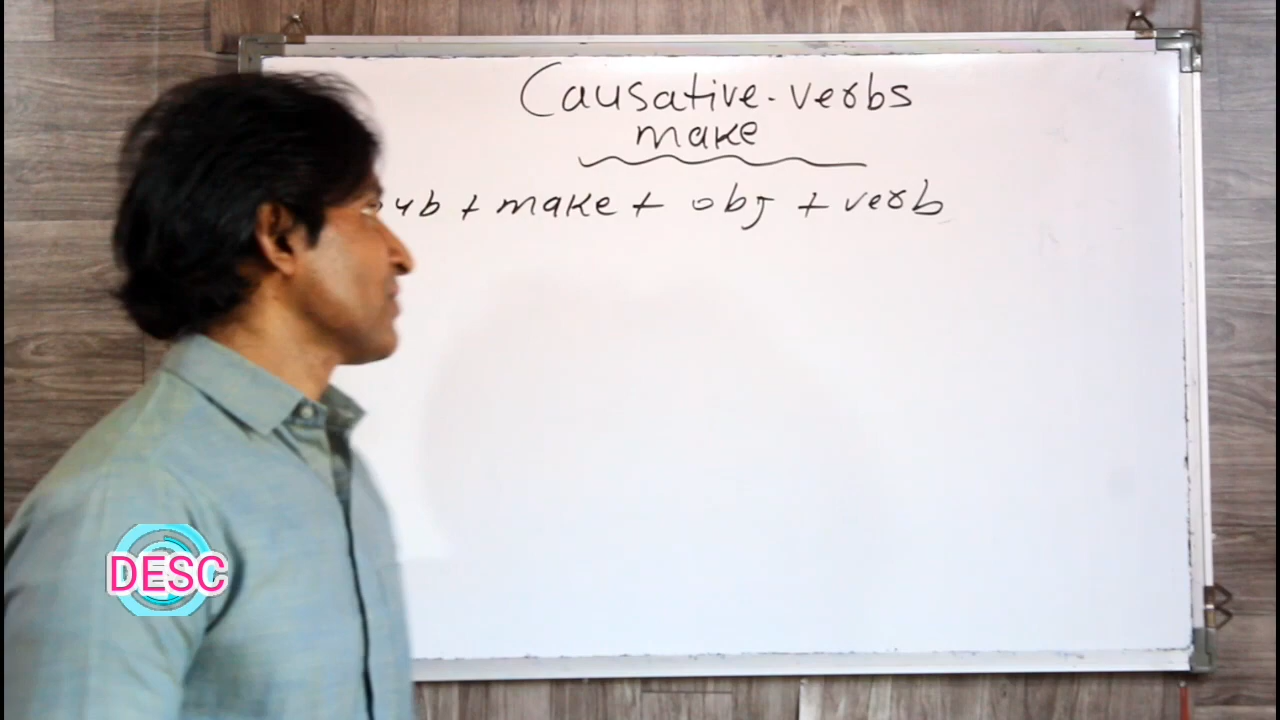 Causative-verbs
make
ub + make + obj + verb
DESC